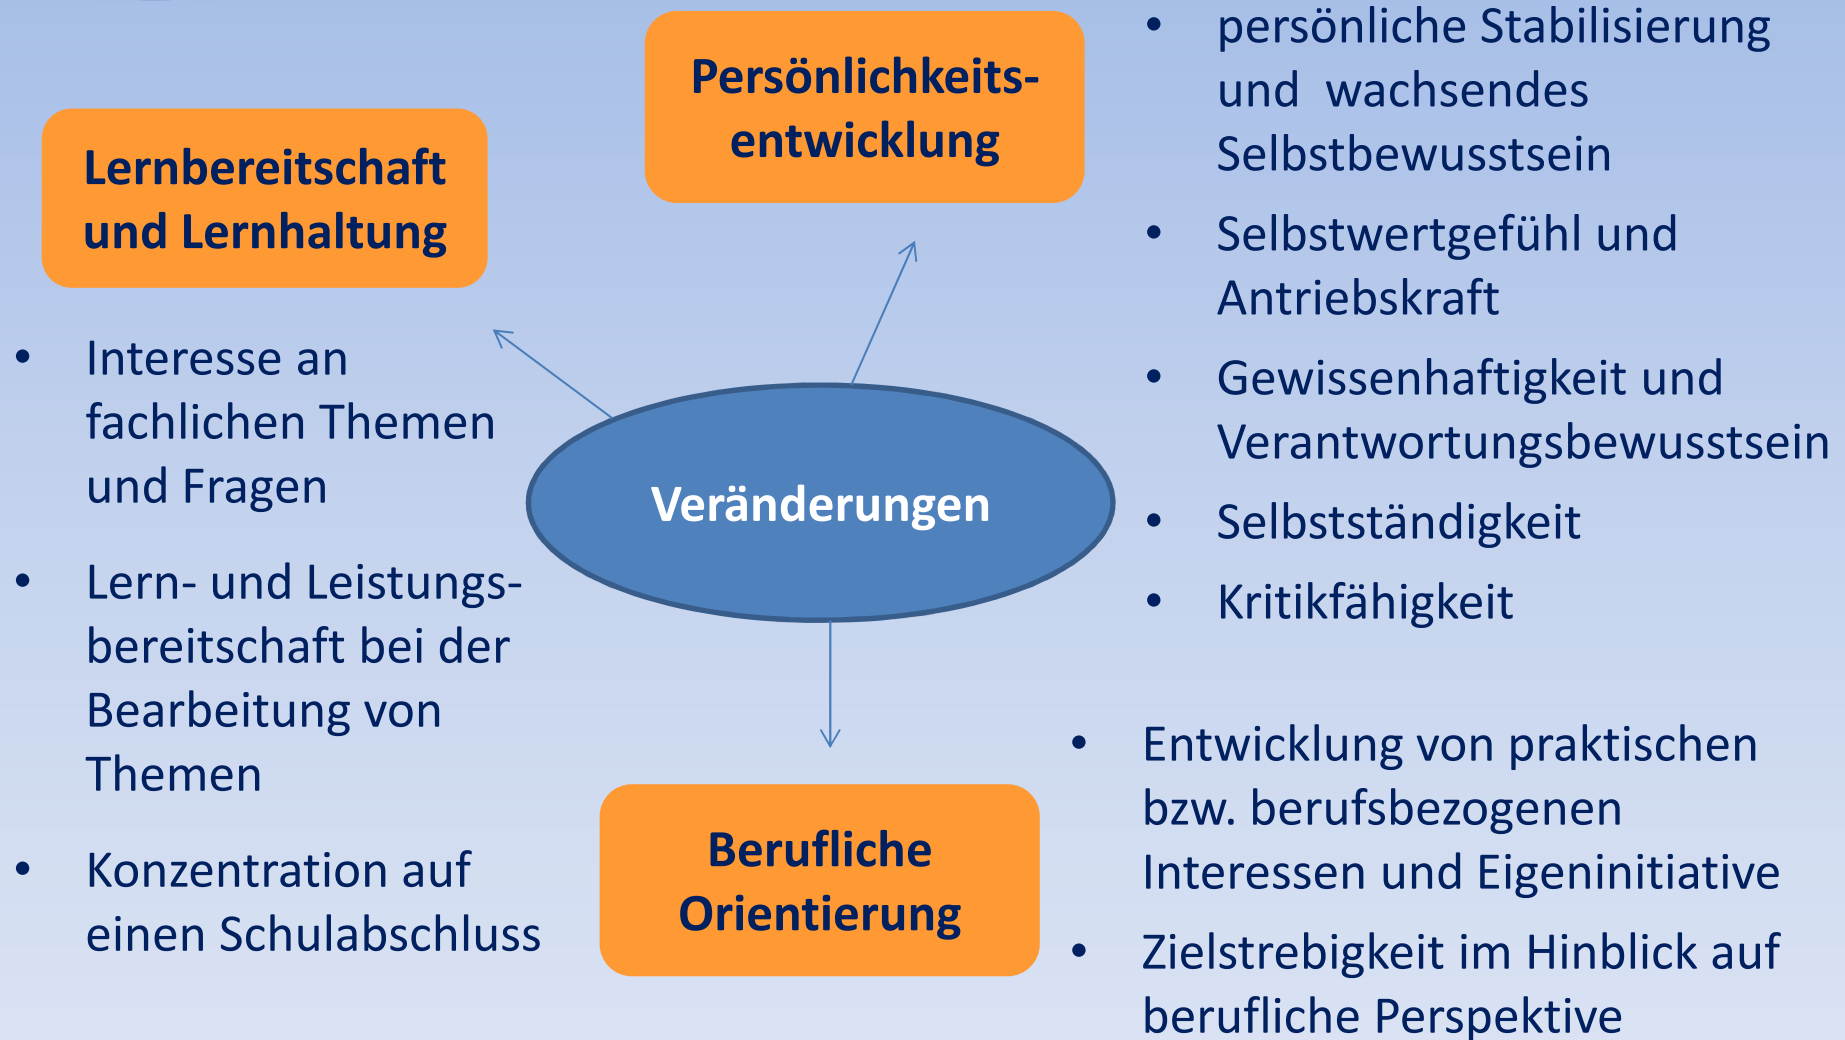 Lernbereitschaft
und Lernhaltung
• Interesse an
fachlichen Themen
und Fragen
• Lern- und Leistungs-
bereitschaft bei der
Bearbeitung von
Themen
• Konzentration auf
einen Schulabschluss
Persönlichkeits-
entwicklung
• persönliche Stabilisierung
und wachsendes
Selbstbewusstsein
• Selbstwertgefühl und
Antriebskraft
• Gewissenhaftigkeit und
Verantwortungsbewusstsein
• Selbstständigkeit
• Kritikfähigkeit
Veränderungen
Berufliche
Orientierung
• Entwicklung von praktischen
bzw. berufsbezogenen
Interessen und Eigeninitiative
• Zielstrebigkeit im Hinblick auf
berufliche Perspektive